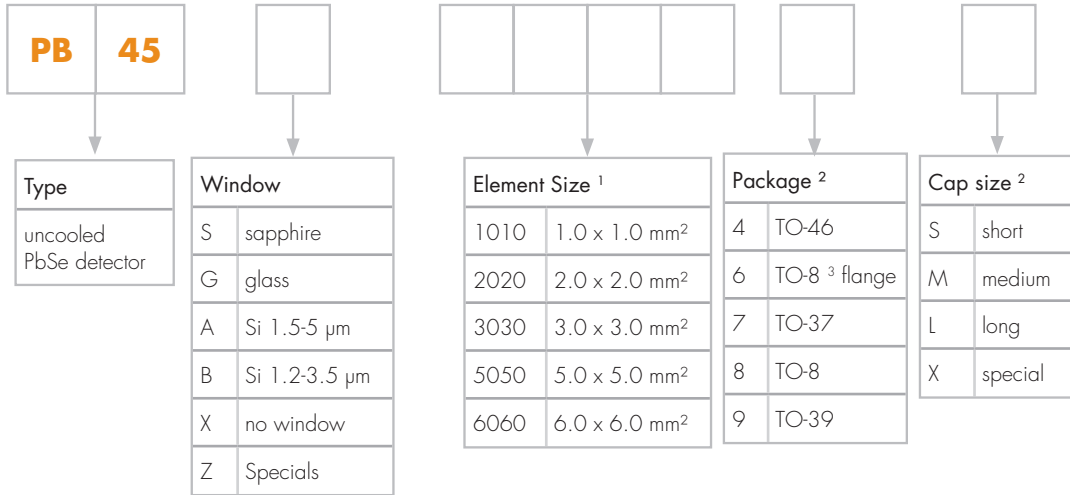 PB 45
Type
uncooled
PbSe detector
Window
S sapphire
G glass
A Si 1.5-5 µm
B Si 1.2-3.5 µm
X no window
Z Specials
Element Size ¹
1010 1.0 x 1.0 mm²
2020 2.0 x 2.0 mm²
3030 3.0 x 3.0 mm²
5050 5.0 x 5.0 mm²
6060 6.0 x 6.0 mm²
Package ²
4 TO-46
6 TO-8 ³ flange
7 TO-37
8 TO-8
9 TO-39
Cap size ²
S short
M medium
L long
X special